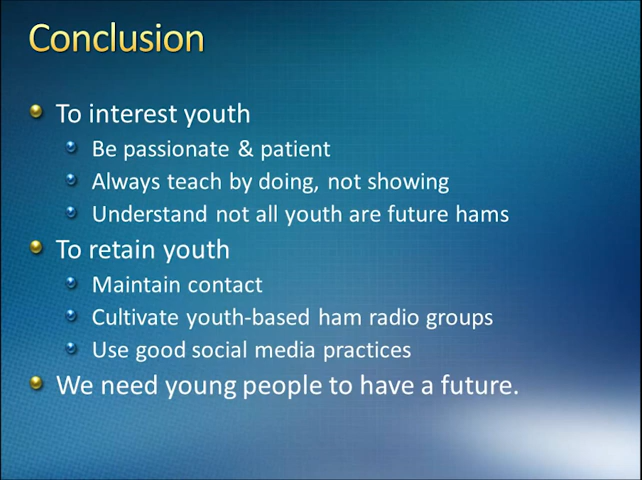 Conclusion
To interest youth
Be passionate & patient
Always teach by doing, not showing
Understand not all youth are future hams
To retain youth
Maintain contact
Cultivate youth-based ham radio groups
Use good social media practices
We need young people to have a future.